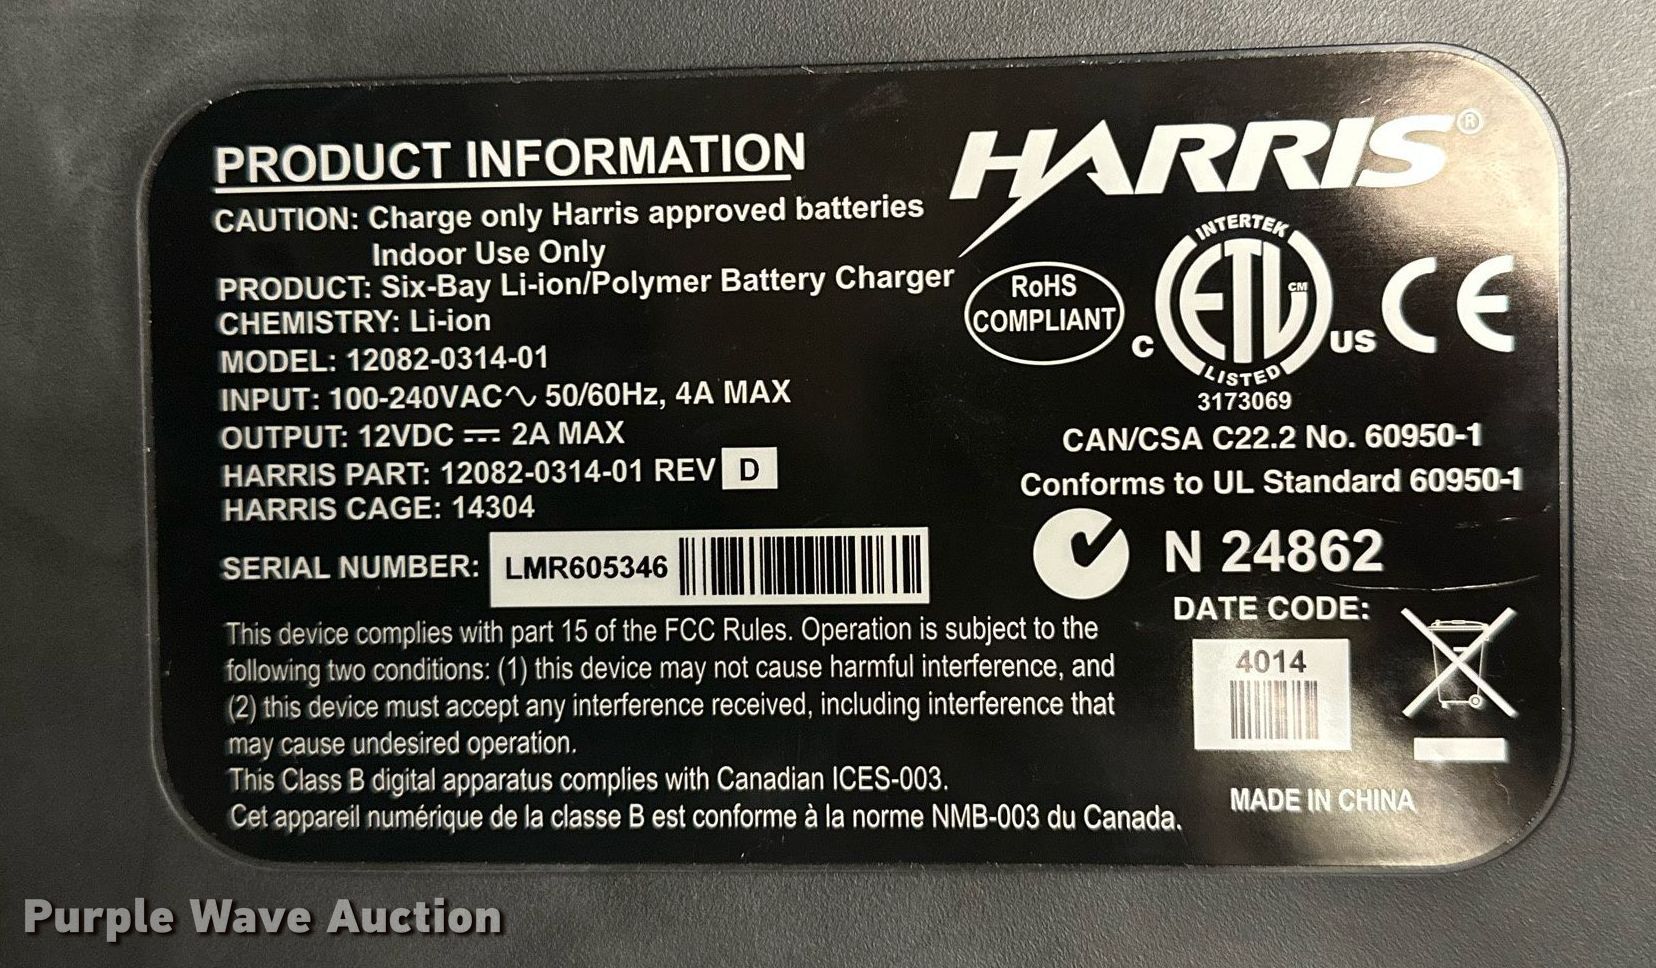 PRODUCT INFORMATION
CAUTION: Charge only Harris approved batteries
Indoor Use Only
PRODUCT: Six-Bay Li-ion/Polymer Battery Charger
CHEMISTRY: Li-ion
MODEL: 12082-0314-01
INPUT: 100-240VAC∿ 50/60Hz, 4A MAX
OUTPUT: 12VDC ⎓ 2A MAX
HARRIS PART: 12082-0314-01 REV D
HARRIS CAGE: 14304
SERIAL NUMBER: LMR605346
This device complies with part 15 of the FCC Rules. Operation is subject to the
following two conditions: (1) this device may not cause harmful interference, and
(2) this device must accept any interference received, including interference that
may cause undesired operation.
This Class B digital apparatus complies with Canadian ICES-003.
Cet appareil numérique de la classe B est conforme à la norme NMB-003 du Canada.
HARRIS®
RoHS
COMPLIANT
INTERTEK
C ETL CM US
LISTED
3173069
CE
CAN/CSA C22.2 No. 60950-1
Conforms to UL Standard 60950-1
N 24862
DATE CODE:
4014
MADE IN CHINA
Purple Wave Auction